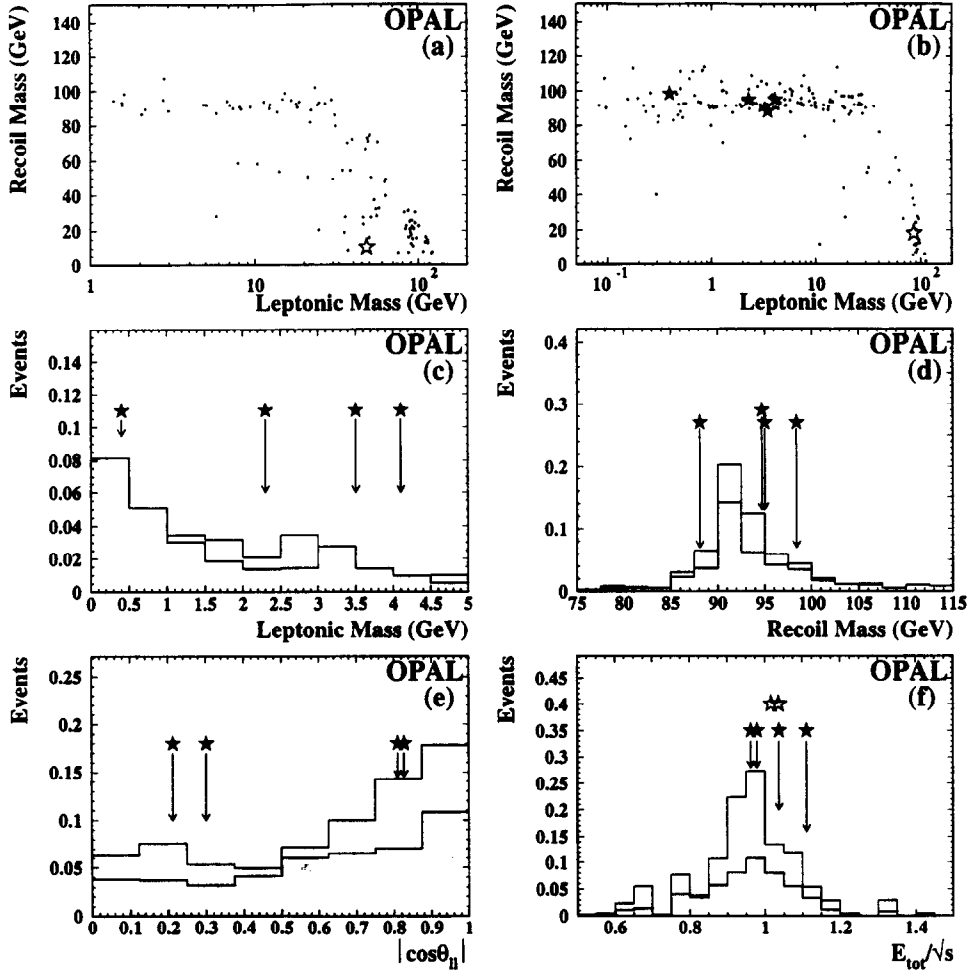 OPAL
(a)
Recoil Mass (GeV)
140
120
100
80
60
40
20
0
1 10 10²
Leptonic Mass (GeV)
OPAL
(b)
Recoil Mass (GeV)
140
120
100
80
60
40
20
0
10⁻¹ 1 10 10²
Leptonic Mass (GeV)
OPAL
(c)
Events
0.16
0.14
0.12
0.1
0.08
0.06
0.04
0.02
0
0 0.5 1 1.5 2 2.5 3 3.5 4 4.5 5
Leptonic Mass (GeV)
OPAL
(d)
Events
0.4
0.3
0.2
0.1
0
75 80 85 90 95 100 105 110 115
Recoil Mass (GeV)
OPAL
(e)
Events
0.25
0.2
0.15
0.1
0.05
0
0 0.1 0.2 0.3 0.4 0.5 0.6 0.7 0.8 0.9 1
|cosθ_ll|
OPAL
(f)
Events
0.45
0.4
0.35
0.3
0.25
0.2
0.15
0.1
0.05
0
0.6 0.8 1 1.2 1.4
E_tot/√s